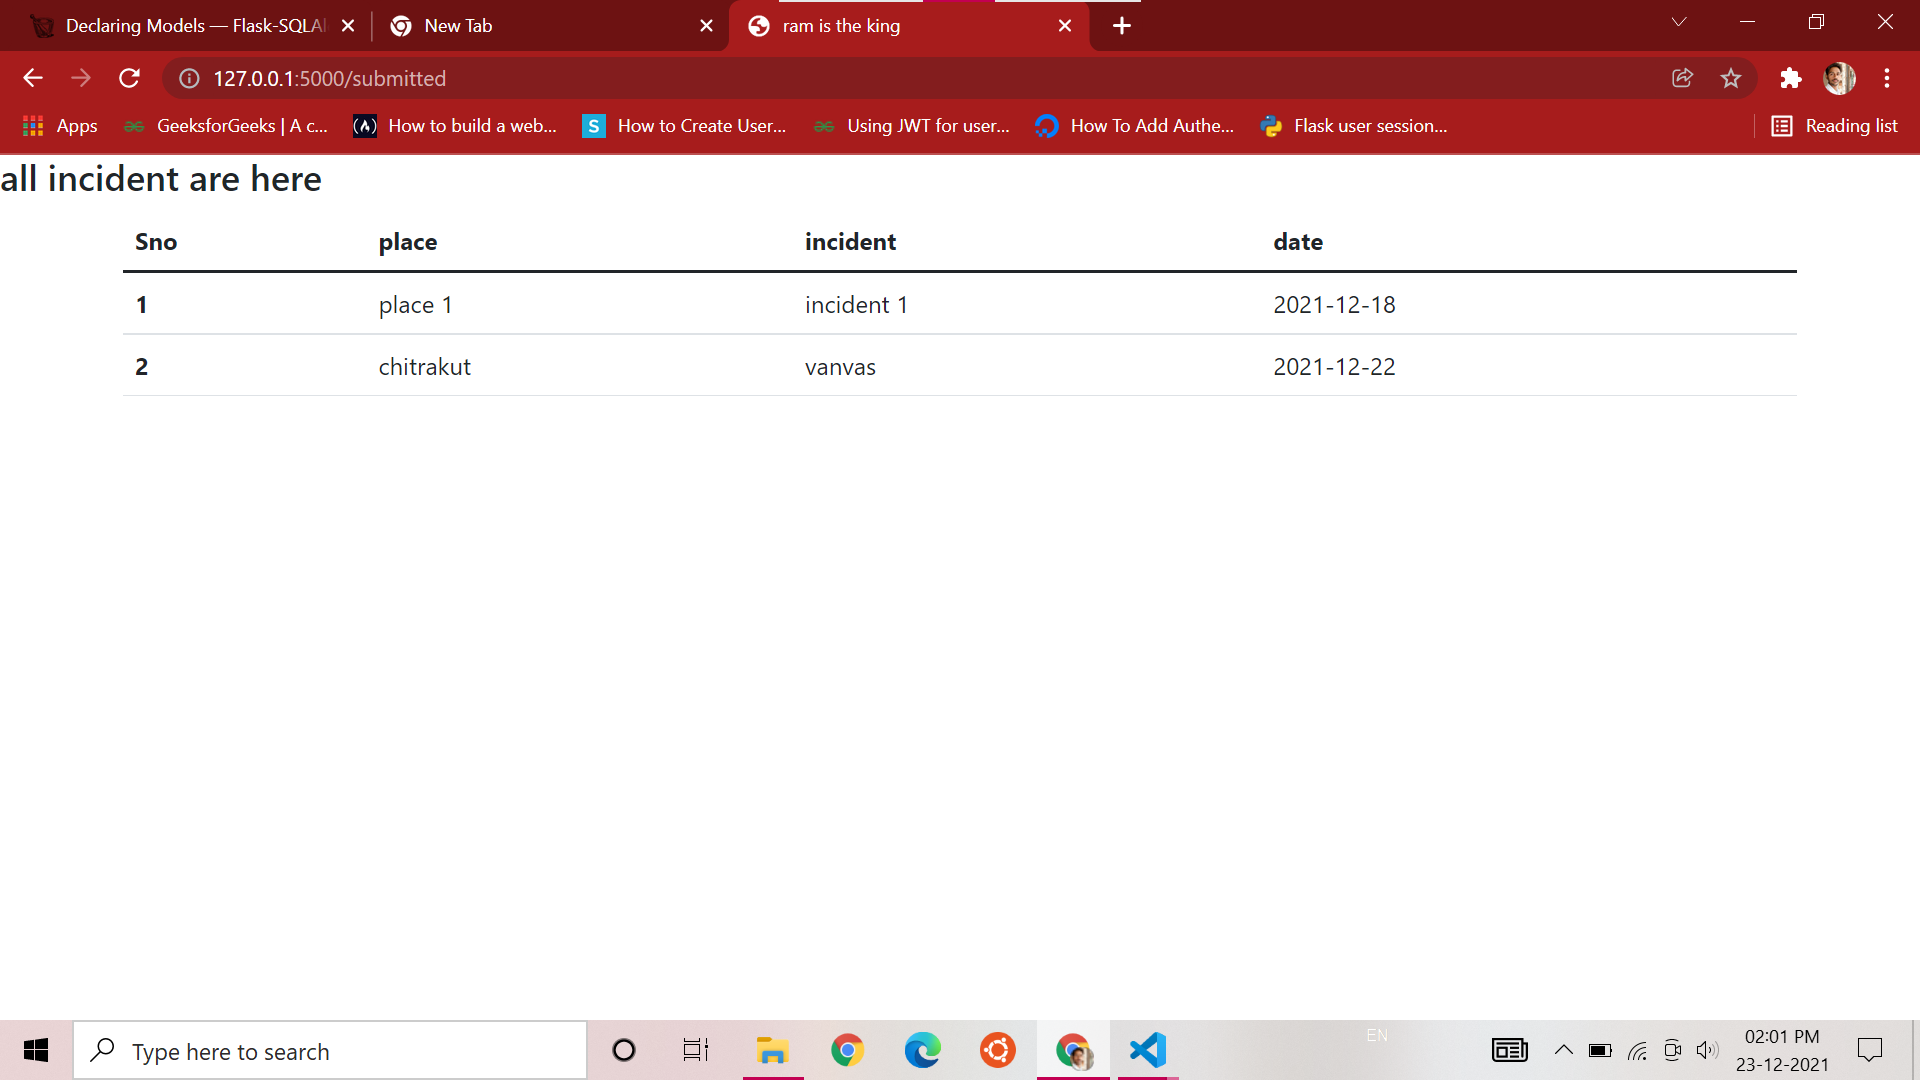 Declaring Models — Flask-SQLAl
New Tab
ram is the king
127.0.0.1:5000/submitted
Apps
GeeksforGeeks | A c...
How to build a web...
S
How to Create User...
Using JWT for user...
How To Add Authe...
Flask user session...
Reading list
all incident are here
Sno place incident date
1 place 1 incident 1 2021-12-18
2 chitrakut vanvas 2021-12-22
Type here to search
EN
02:01 PM
23-12-2021